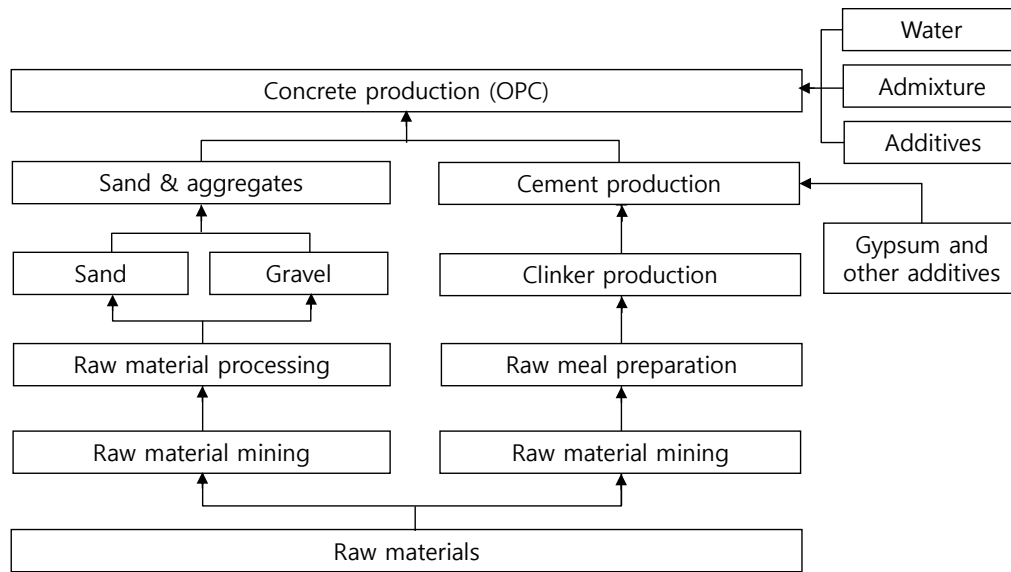 Water
Concrete production (OPC)
Admixture
Additives
Sand & aggregates
Cement production
Gypsum and
other additives
Sand
Gravel
Clinker production
Raw material processing
Raw meal preparation
Raw material mining
Raw material mining
Raw materials